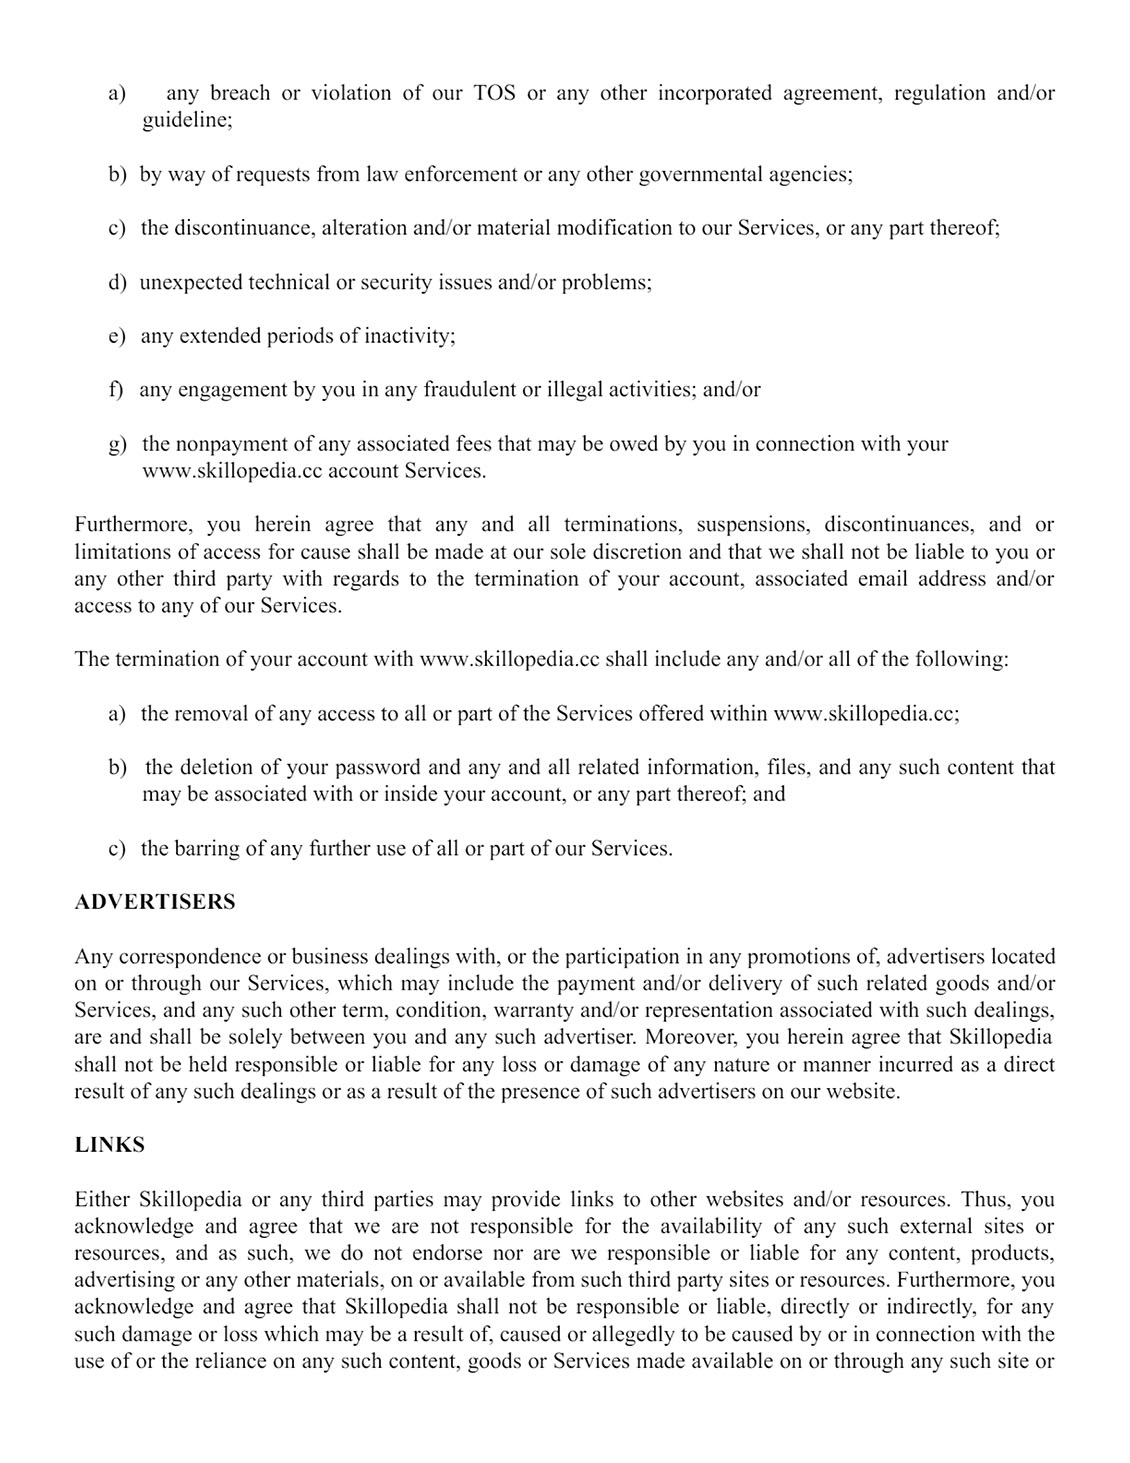 a) any breach or violation of our TOS or any other incorporated agreement, regulation and/or
guideline;
b) by way of requests from law enforcement or any other governmental agencies;
c) the discontinuance, alteration and/or material modification to our Services, or any part thereof;
d) unexpected technical or security issues and/or problems;
e) any extended periods of inactivity;
f) any engagement by you in any fraudulent or illegal activities; and/or
g) the nonpayment of any associated fees that may be owed by you in connection with your
www.skillopedia.cc account Services.
Furthermore, you herein agree that any and all terminations, suspensions, discontinuances, and or
limitations of access for cause shall be made at our sole discretion and that we shall not be liable to you or
any other third party with regards to the termination of your account, associated email address and/or
access to any of our Services.
The termination of your account with www.skillopedia.cc shall include any and/or all of the following:
a) the removal of any access to all or part of the Services offered within www.skillopedia.cc;
b) the deletion of your password and any and all related information, files, and any such content that
may be associated with or inside your account, or any part thereof; and
c) the barring of any further use of all or part of our Services.
ADVERTISERS
Any correspondence or business dealings with, or the participation in any promotions of, advertisers located
on or through our Services, which may include the payment and/or delivery of such related goods and/or
Services, and any such other term, condition, warranty and/or representation associated with such dealings,
are and shall be solely between you and any such advertiser. Moreover, you herein agree that Skillopedia
shall not be held responsible or liable for any loss or damage of any nature or manner incurred as a direct
result of any such dealings or as a result of the presence of such advertisers on our website.
LINKS
Either Skillopedia or any third parties may provide links to other websites and/or resources. Thus, you
acknowledge and agree that we are not responsible for the availability of any such external sites or
resources, and as such, we do not endorse nor are we responsible or liable for any content, products,
advertising or any other materials, on or available from such third party sites or resources. Furthermore, you
acknowledge and agree that Skillopedia shall not be responsible or liable, directly or indirectly, for any
such damage or loss which may be a result of, caused or allegedly to be caused by or in connection with the
use of or the reliance on any such content, goods or Services made available on or through any such site or